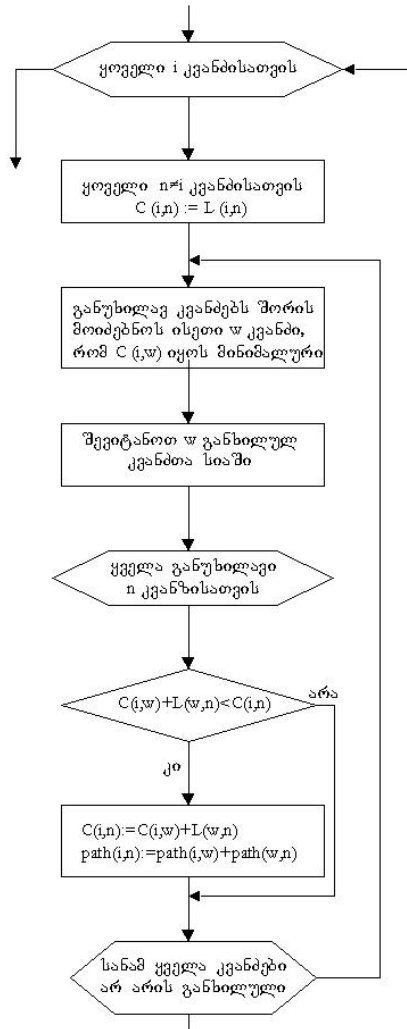 ყოველი i კვანძისათვის
ყოველი n≠i კვანძისათვის
C (i,n) := L (i,n)
განუხილავ კვანძებს შორის
მოიძებნოს ისეთი w კვანძი,
რომ C (i,w) იყოს მინიმალური
შევიტანოთ w განხილულ
კვანძთა სიაში
ყველა განუხილავი
n კვანზისათვის
C(i,w)+L(w,n)<C(i,n)
არა
კი
C(i,n):=C(i,w)+L(w,n)
path(i,n):=path(i,w)+path(w,n)
სანამ ყველა კვანძები
არ არის განხილული